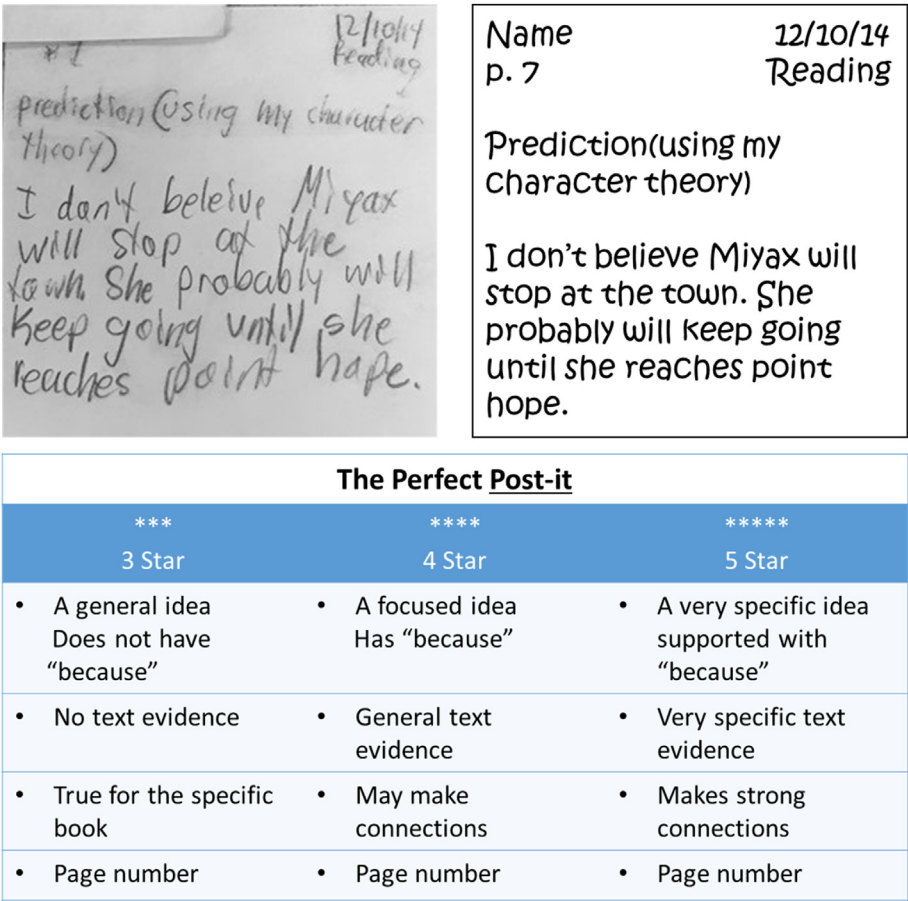 12/10/14
# 1
Reading
prediction (Using my character
theory)
I don't beleive Miyax
will stop at the
town. She probably will
Keep going until she
reaches point hope.
Name 12/10/14
p. 7 Reading
Prediction(using my
character theory)
I don't believe Miyax will
stop at the town. She
probably will keep going
until she reaches point
hope.
The Perfect Post-it
*** **** *****
3 Star 4 Star 5 Star
• A general idea • A focused idea • A very specific idea
Does not have Has “because” supported with
“because” “because”
• No text evidence • General text • Very specific text
evidence evidence
• True for the specific • May make • Makes strong
book connections connections
• Page number • Page number • Page number